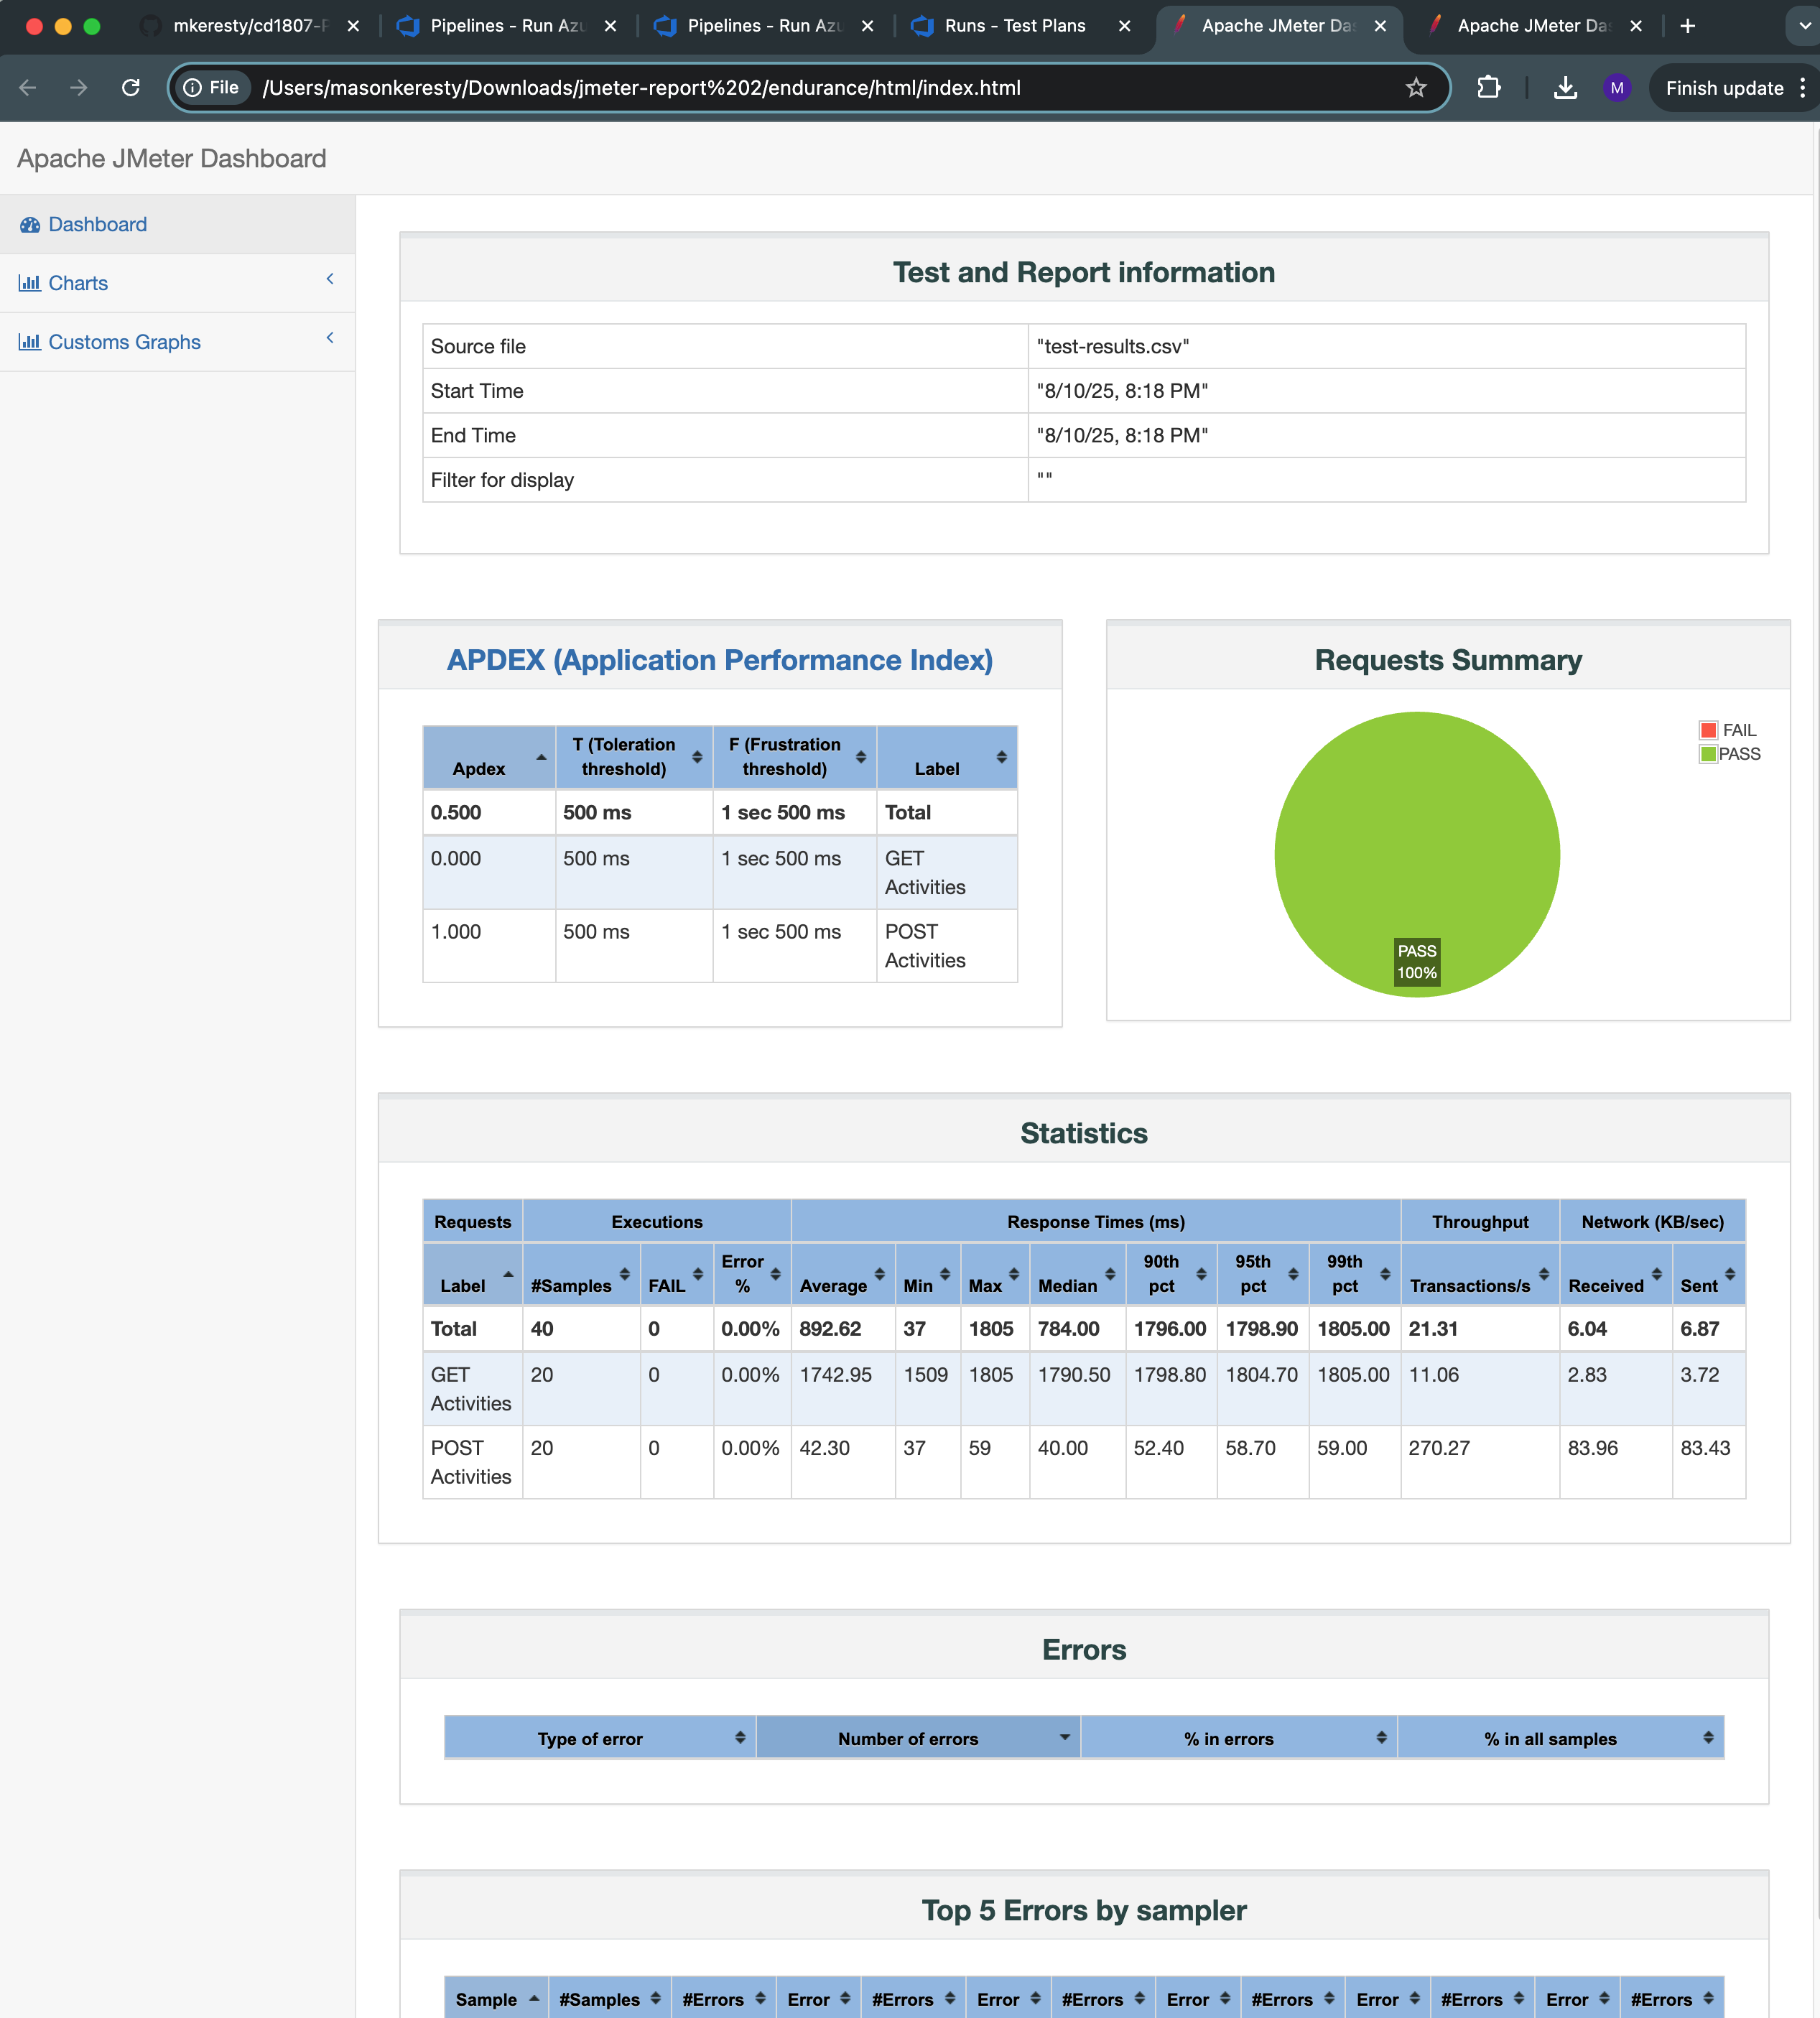 mkeresty/cd1807-P
Pipelines - Run Azu
Pipelines - Run Azu
Runs - Test Plans
Apache JMeter Da
Apache JMeter Da
File
/Users/masonkeresty/Downloads/jmeter-report%202/endurance/html/index.html
M
Finish update
Apache JMeter Dashboard
Dashboard
Charts
Customs Graphs
Test and Report information
Source file "test-results.csv"
Start Time "8/10/25, 8:18 PM"
End Time "8/10/25, 8:18 PM"
Filter for display ""
APDEX (Application Performance Index)
Apdex T (Toleration threshold) F (Frustration threshold) Label
0.500 500 ms 1 sec 500 ms Total
0.000 500 ms 1 sec 500 ms GET Activities
1.000 500 ms 1 sec 500 ms POST Activities
Requests Summary
FAIL
PASS
PASS
100%
Statistics
Requests Executions Response Times (ms) Throughput Network (KB/sec)
Label #Samples FAIL Error % Average Min Max Median 90th pct 95th pct 99th pct Transactions/s Received Sent
Total 40 0 0.00% 892.62 37 1805 784.00 1796.00 1798.90 1805.00 21.31 6.04 6.87
GET Activities 20 0 0.00% 1742.95 1509 1805 1790.50 1798.80 1804.70 1805.00 11.06 2.83 3.72
POST Activities 20 0 0.00% 42.30 37 59 40.00 52.40 58.70 59.00 270.27 83.96 83.43
Errors
Type of error Number of errors % in errors % in all samples
Top 5 Errors by sampler
Sample #Samples #Errors Error #Errors Error #Errors Error #Errors Error #Errors Error #Errors